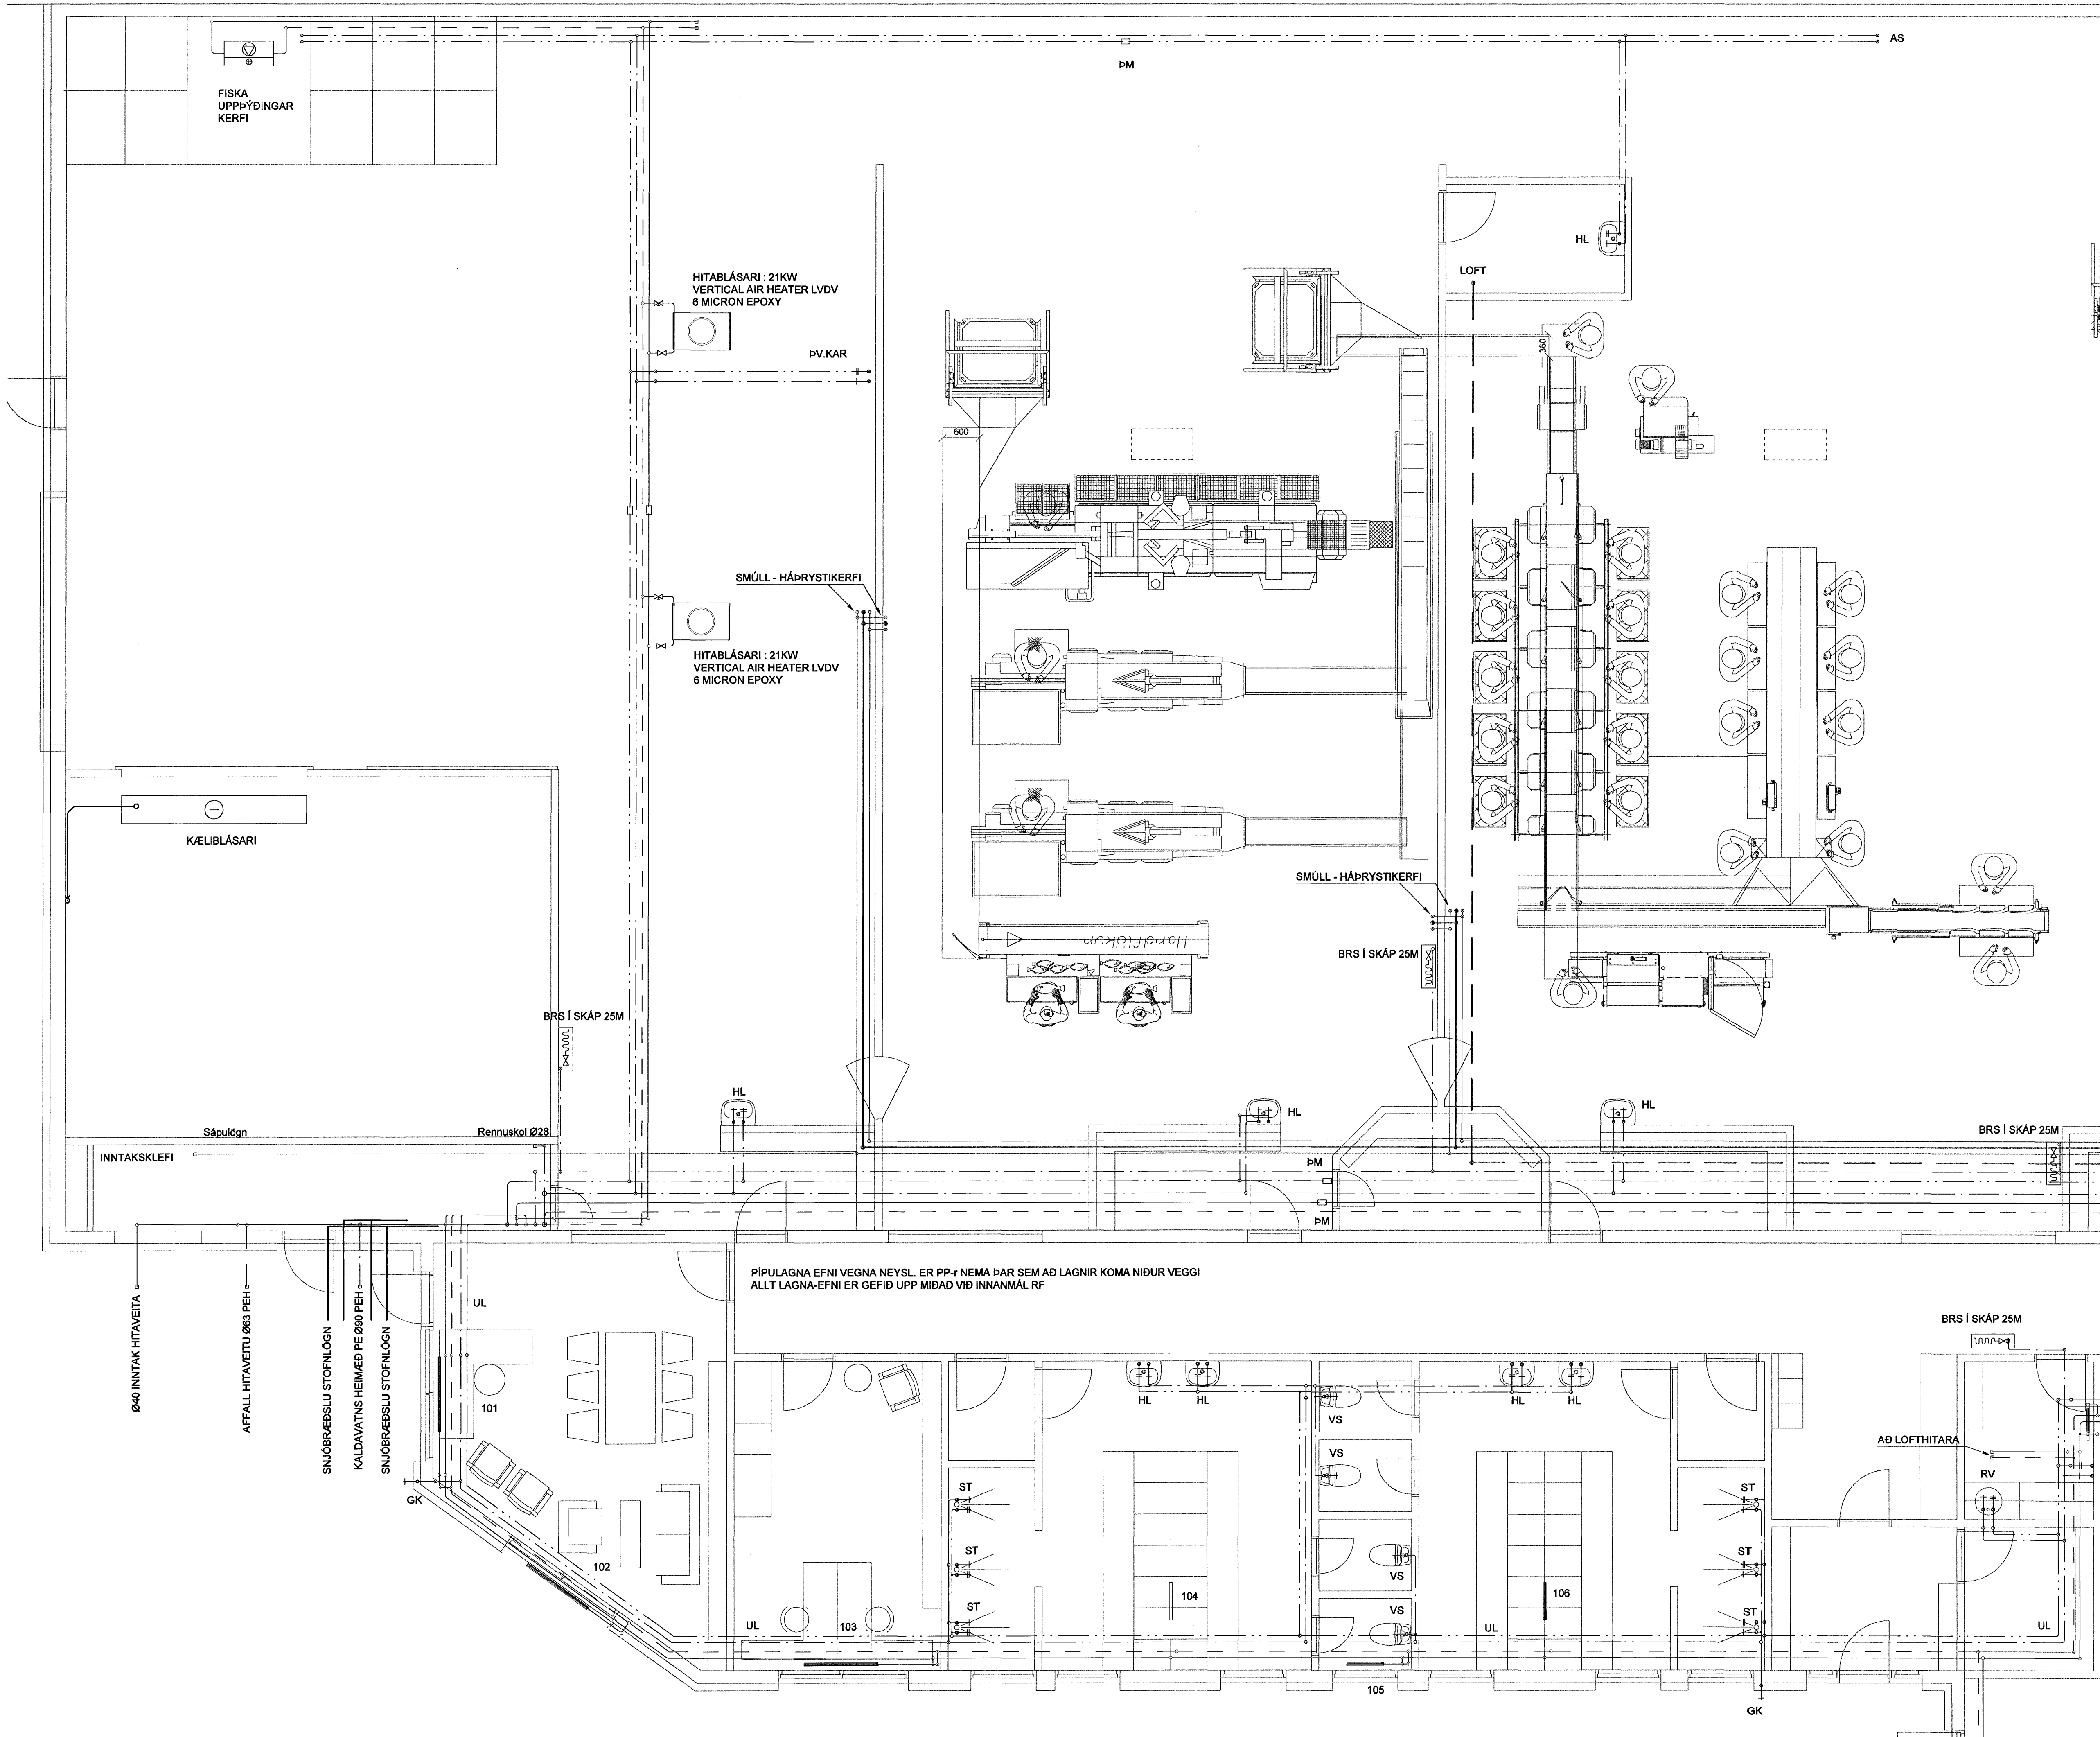 AS
ÞM
FISKA
UPPÞÝÐINGAR
KERFI
HL
LOFT
HITABLÁSARI : 21KW
VERTICAL AIR HEATER LVDV
6 MICRON EPOXY
ÞV.KAR
360
600
SMÚLL - HÁÞRYSTIKERFI
HITABLÁSARI : 21KW
VERTICAL AIR HEATER LVDV
6 MICRON EPOXY
KÆLIBLÁSARI
SMÚLL - HÁÞRYSTIKERFI
Handflökun
BRS Í SKÁP 25M
BRS Í SKÁP 25M
HL
HL
HL
Sápulögn
Rennuskol Ø28
BRS Í SKÁP 25M
INNTAKSKLEFI
ÞM
ÞM
PÍPULAGNA EFNI VEGNA NEYSL. ER PP-r NEMA ÞAR SEM AÐ LAGNIR KOMA NIÐUR VEGGI
ALLT LAGNA-EFNI ER GEFIÐ UPP MIÐAÐ VIÐ INNANMÁL RF
UL
BRS Í SKÁP 25M
Ø40 INNTAK HITAVEITA
AFFALL HITAVEITU Ø63 PEH
SNJÓBRÆÐSLU STOFNLÖGN
KALDAVATNS HEIMÆÐ PE Ø90 PEH
SNJÓBRÆÐSLU STOFNLÖGN
101
HL
HL
HL
HL
VS
VS
AÐ LOFTHITARA
RV
GK
ST
ST
ST
ST
102
VS
104
106
ST
VS
ST
UL
103
UL
UL
105
GK